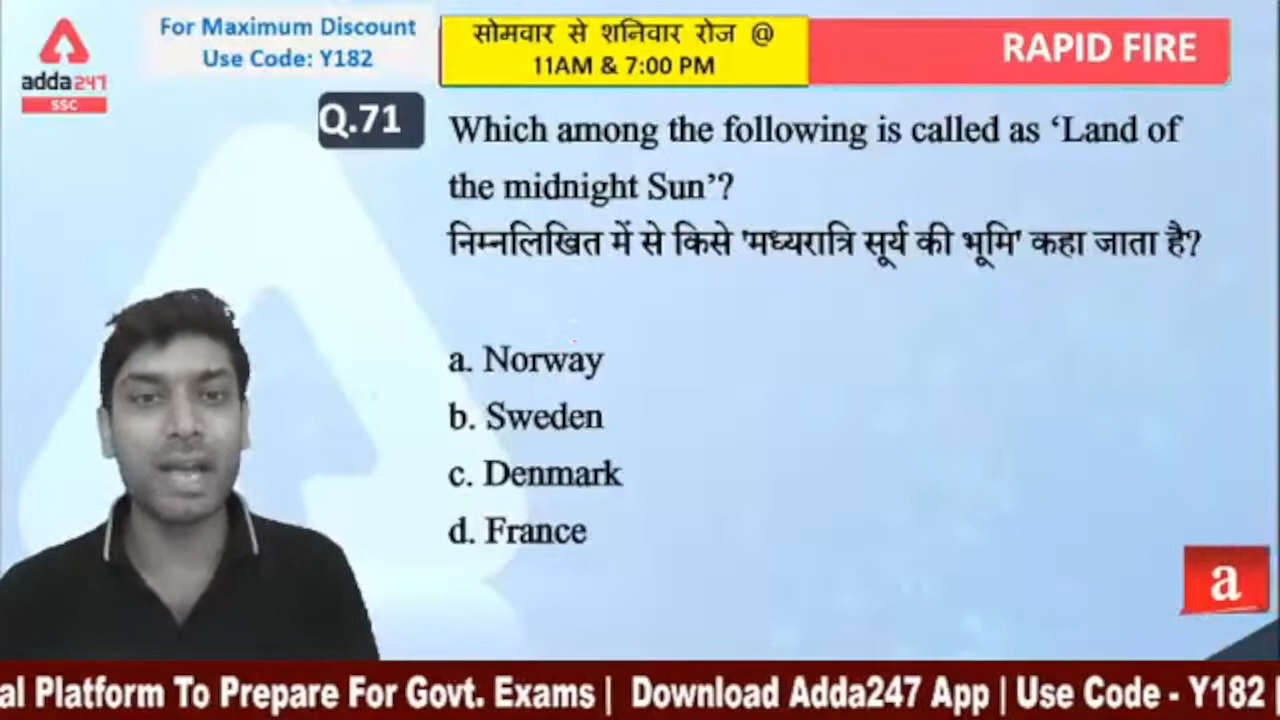 adda247
SSC
For Maximum Discount
Use Code: Y182
सोमवार से शनिवार रोज @
11AM & 7:00 PM
RAPID FIRE
Q.71
Which among the following is called as ‘Land of
the midnight Sun’?
निम्नलिखित में से किसे 'मध्यरात्रि सूर्य की भूमि' कहा जाता है?
a. Norway
b. Sweden
c. Denmark
d. France
a
al Platform To Prepare For Govt. Exams | Download Adda247 App | Use Code - Y182 |